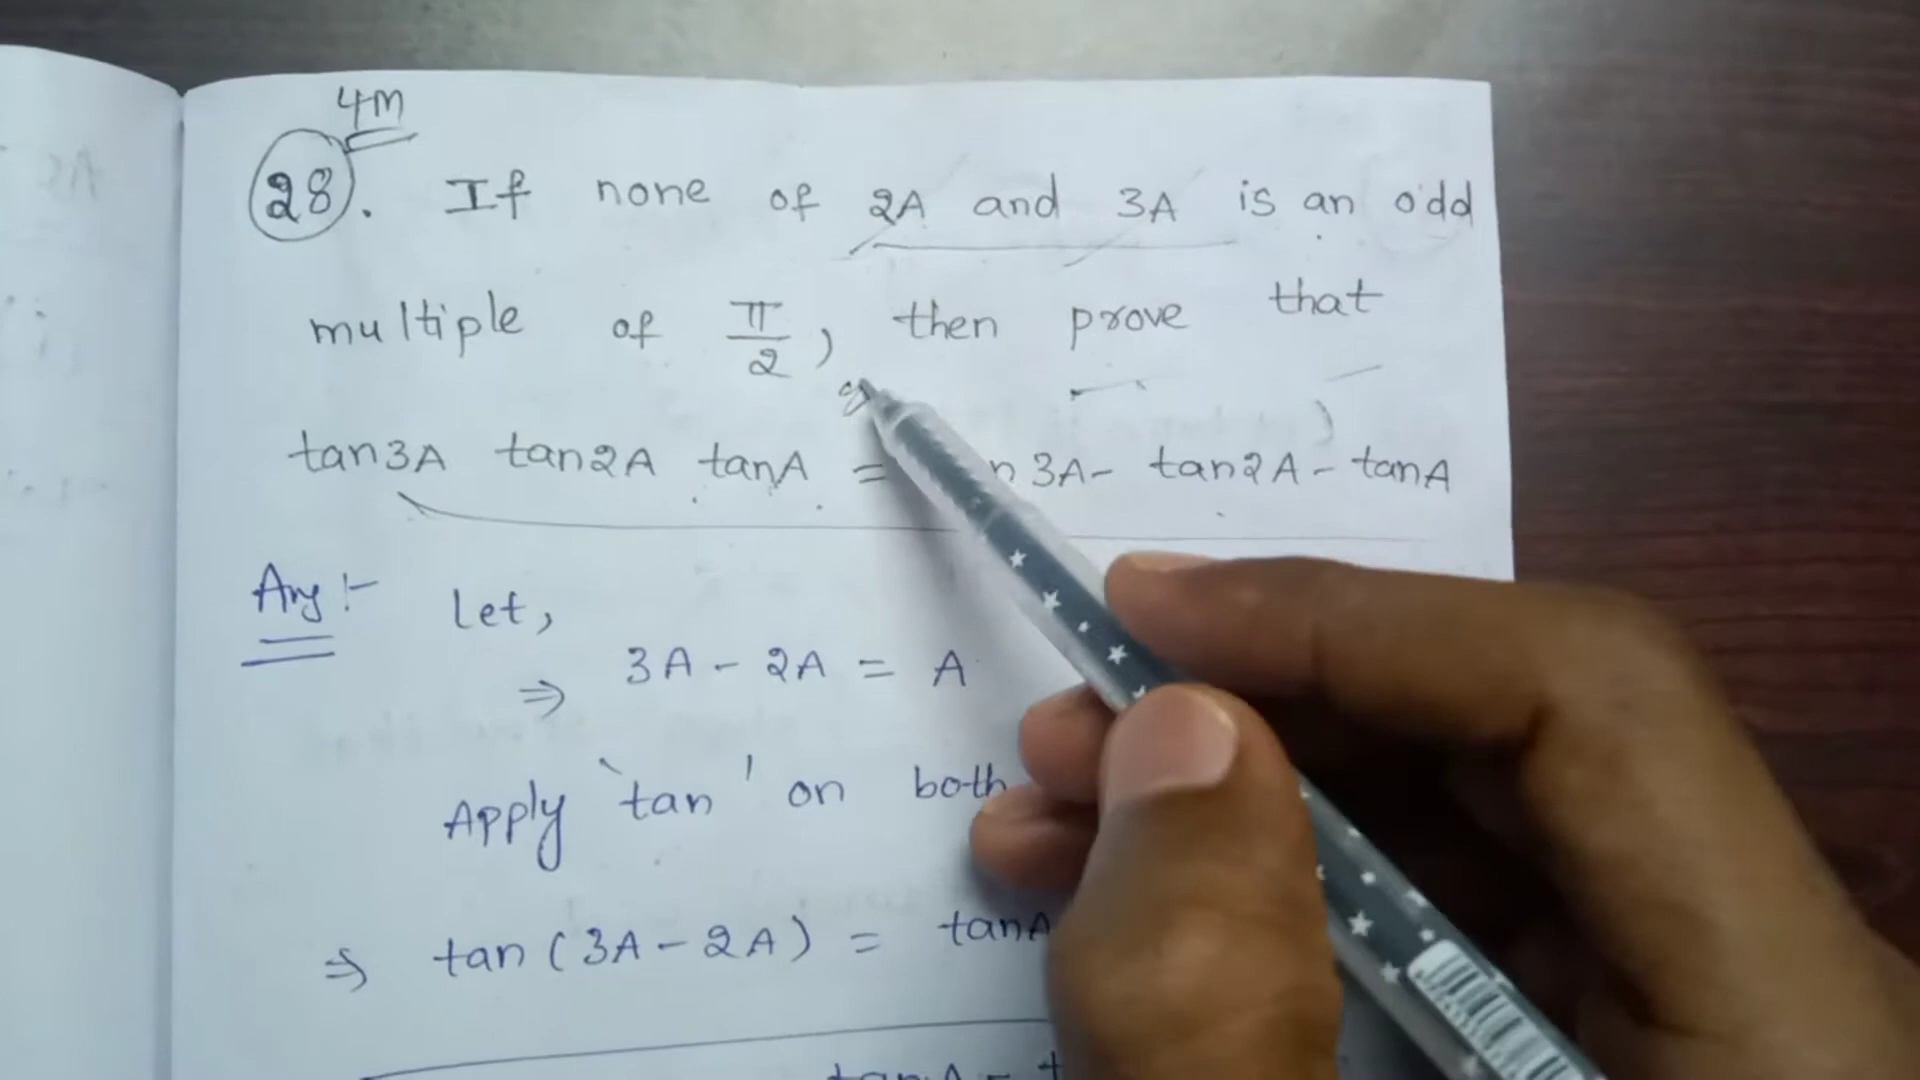 4m
28. If none of 2A and 3A is an odd
multiple of π/2, then prove that
tan3A tan2A tanA = n 3A- tan2A - tanA
Ans :- Let,
⇒ 3A - 2A = A
Apply `tan' on both
⇒ tan (3A - 2A) = tanA